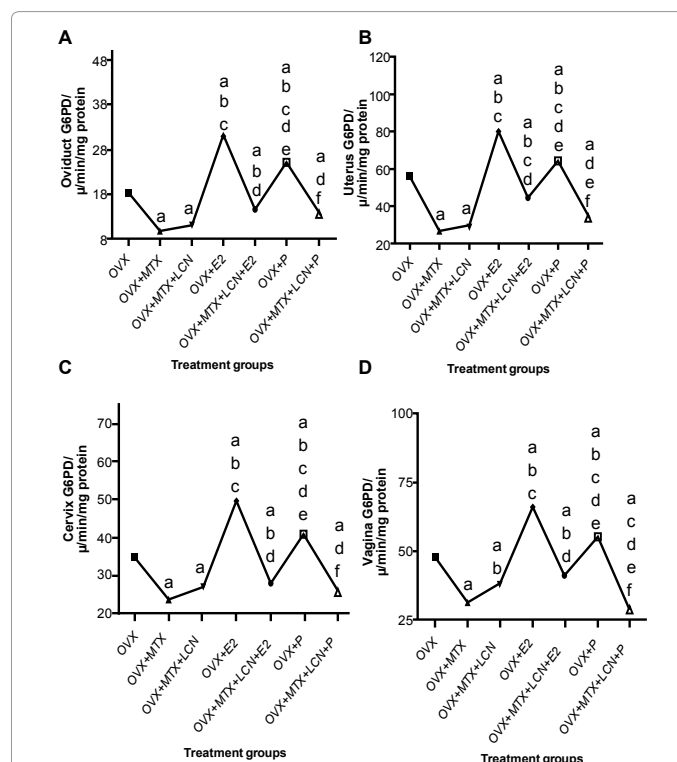 A
Oviduct G6PD/
µ/min/mg protein
48
38
28
18
8
a
a
a
b
c
a
b
d
a
b
c
d
e
a
d
f
OVX
OVX+MTX
OVX+MTX+LCN
OVX+E2
OVX+MTX+LCN+E2
OVX+P
OVX+MTX+LCN+P
Treatment groups
B
Uterus G6PD/
µ/min/mg protein
120
100
80
60
40
20
a
a
a
b
c
a
b
c
d
a
b
c
d
e
a
d
e
f
OVX
OVX+MTX
OVX+MTX+LCN
OVX+E2
OVX+MTX+LCN+E2
OVX+P
OVX+MTX+LCN+P
Treatment groups
C
Cervix G6PD/
µ/min/mg protein
70
60
50
40
30
20
a
a
a
b
c
a
b
d
a
b
c
d
e
a
d
f
OVX
OVX+MTX
OVX+MTX+LCN
OVX+E2
OVX+MTX+LCN+E2
OVX+P
OVX+MTX+LCN+P
Treatment groups
D
Vagina G6PD/
µ/min/mg protein
100
75
50
25
a
a
b
a
b
c
a
b
d
a
b
c
d
e
a
c
d
e
f
OVX
OVX+MTX
OVX+MTX+LCN
OVX+E2
OVX+MTX+LCN+E2
OVX+P
OVX+MTX+LCN+P
Treatment groups